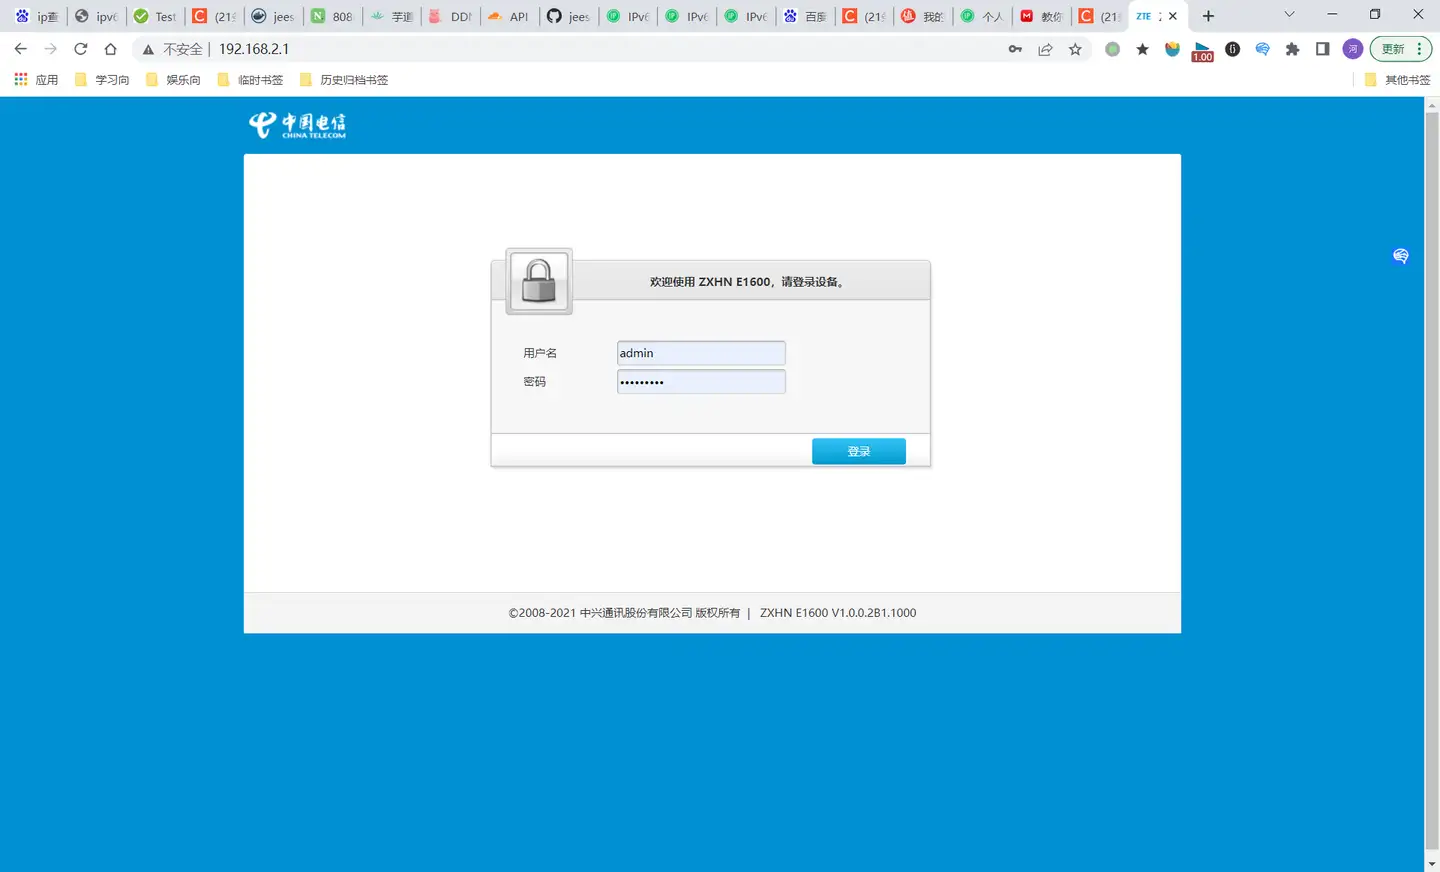 ip查 ipv6 Test (21 jees 808 芋道 DDN API jees IPv6 IPv6 IPv6 百度 (21 我的 个人 教你 (21 ZTE
不安全 | 192.168.2.1
1.00
河
更新
应用 学习向 娱乐向 临时书签 历史归档书签 其他书签
中国电信
CHINA TELECOM
欢迎使用 ZXHN E1600，请登录设备。
用户名 admin
密码 •••••••••
登录
©2008-2021 中兴通讯股份有限公司 版权所有 | ZXHN E1600 V1.0.0.2B1.1000